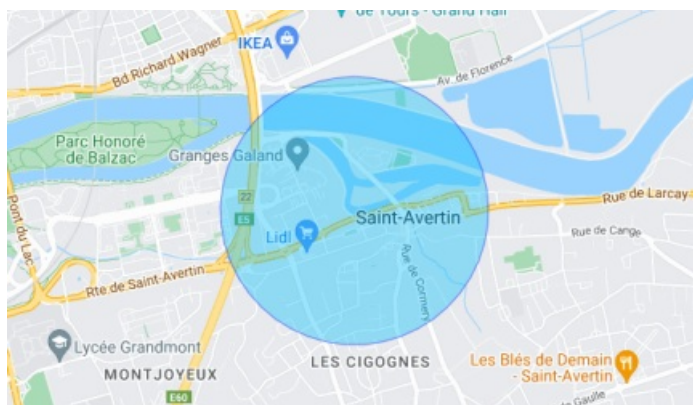 de Tours - Grand Hall
IKEA
Bd Richard Wagner
Av. de Florence
Parc Honoré
de Balzac
Granges Galand
22
E5
Rue de Larcay
Saint-Avertin
Lidl
Rue de Cange
Pont du Lac
Rte de Saint-Avertin
Rue de Cormery
Lycée Grandmont
LES CIGOGNES
Les Blés de Demain
- Saint-Avertin
MONTJOYEUX
E60
de Gaulle